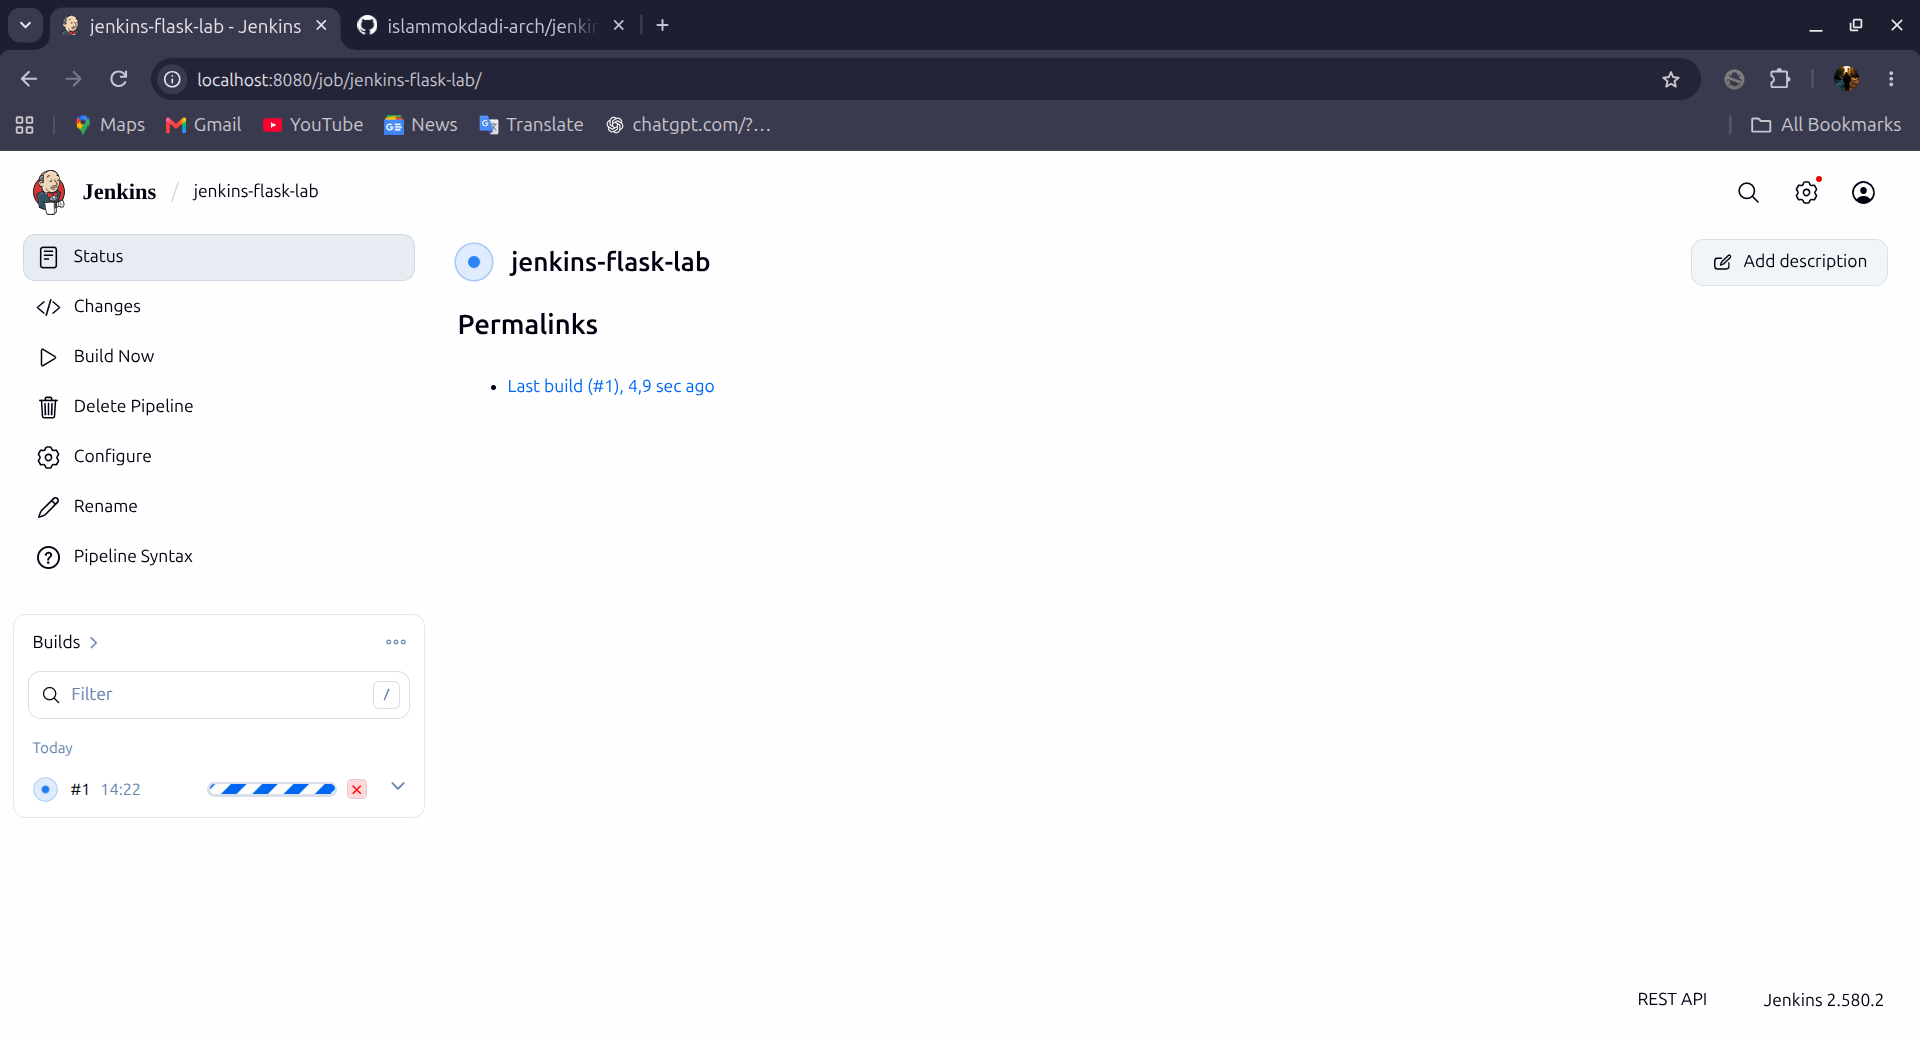 jenkins-flask-lab - Jenkins
islammokdadi-arch/jenkin
localhost:8080/job/jenkins-flask-lab/
Maps
Gmail
YouTube
News
Translate
chatgpt.com/?...
All Bookmarks
Jenkins / jenkins-flask-lab
Status
Changes
Build Now
Delete Pipeline
Configure
Rename
Pipeline Syntax
Builds
Filter /
Today
#1 14:22
jenkins-flask-lab
Add description
Permalinks
Last build (#1), 4,9 sec ago
REST API
Jenkins 2.580.2